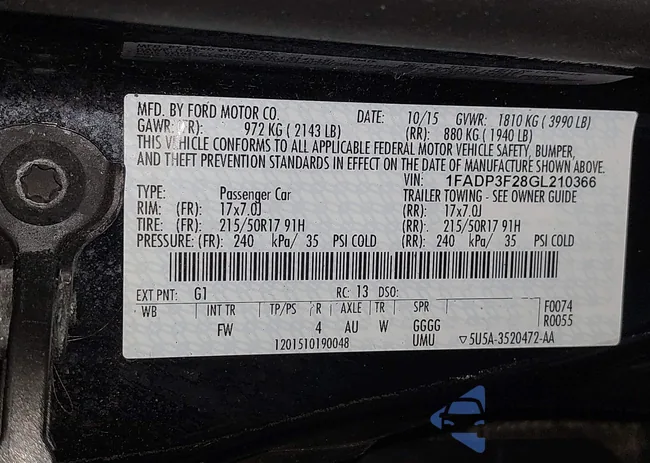 MFD. BY FORD MOTOR CO. DATE: 10/15 GVWR: 1810 KG ( 3990 LB)
GAWR: (FR): 972 KG ( 2143 LB) (RR): 880 KG ( 1940 LB)
THIS VEHICLE CONFORMS TO ALL APPLICABLE FEDERAL MOTOR VEHICLE SAFETY, BUMPER,
AND THEFT PREVENTION STANDARDS IN EFFECT ON THE DATE OF MANUFACTURE SHOWN ABOVE.
VIN: 1FADP3F28GL210366
TYPE: Passenger Car TRAILER TOWING - SEE OWNER GUIDE
RIM: (FR): 17x7.0J (RR): 17x7.0J
TIRE: (FR): 215/50R17 91H (RR): 215/50R17 91H
PRESSURE: (FR): 240 kPa/ 35 PSI COLD (RR): 240 kPa/ 35 PSI COLD
EXT PNT: G1 RC: 13 DSO:
WB INT TR TP/PS R AXLE TR SPR F0074
FW 4 AU W GGGG R0055
1201510190048 UMU ▽5U5A-3520472-AA